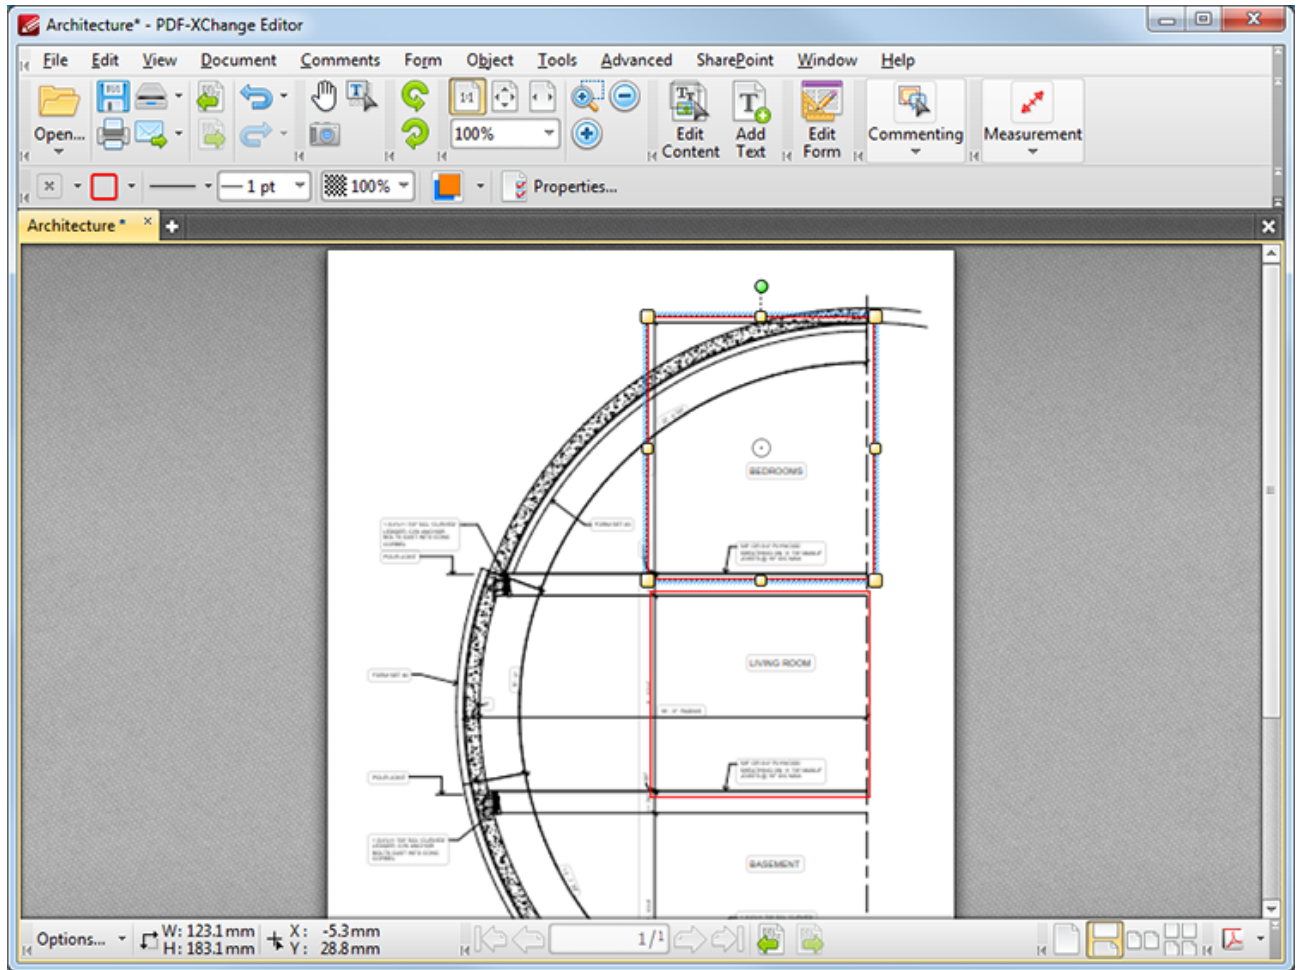 Architecture* - PDF-XChange Editor
File Edit View Document Comments Form Object Tools Advanced SharePoint Window Help
Open...
100%
Edit Content
Add Text
Edit Form
Commenting
Measurement
1 pt
100%
Properties...
Architecture *
BEDROOMS
LIVING ROOM
BASEMENT
Options...
W: 123.1 mm
H: 183.1 mm
X: -5.3 mm
Y: 28.8 mm
1/1